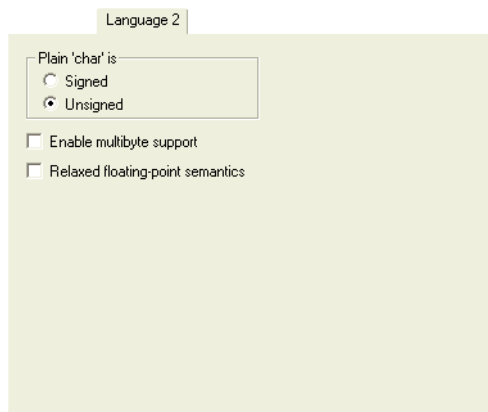 Language 2
Plain 'char' is
Signed
Unsigned
Enable multibyte support
Relaxed floating-point semantics